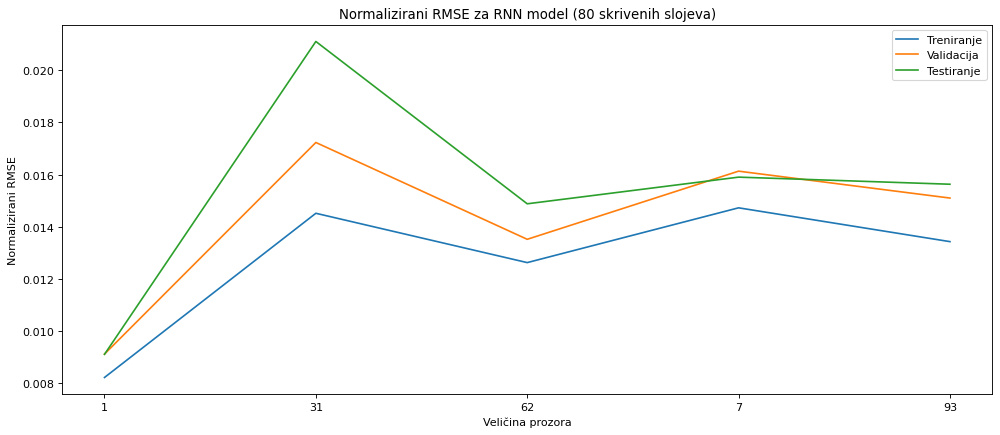 Normalizirani RMSE za RNN model (80 skrivenih slojeva)
Treniranje
Validacija
Testiranje
Normalizirani RMSE
0.020
0.018
0.016
0.014
0.012
0.010
0.008
1 31 62 7 93
Veličina prozora